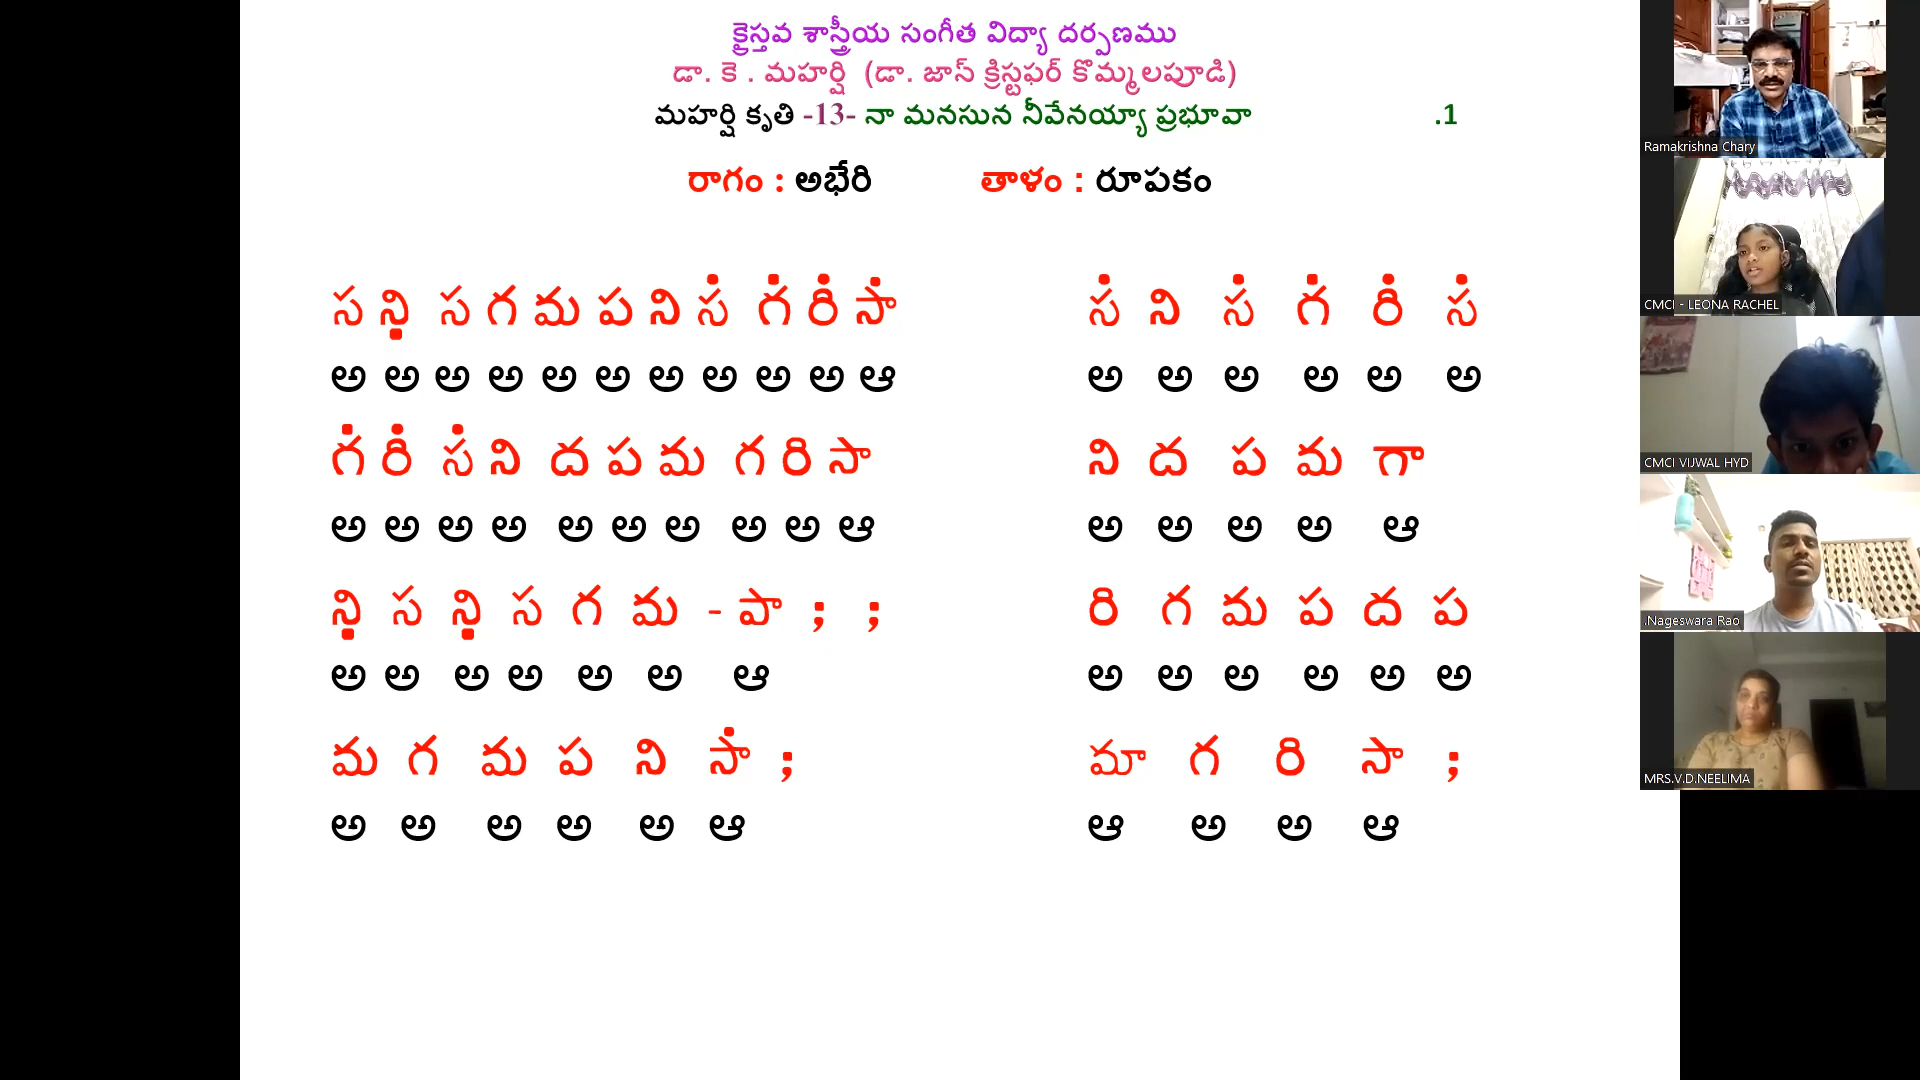 క్రైస్తవ శాస్త్రీయ సంగీత విద్యా దర్పణము
డా. కె . మహర్షి (డా. జాస్ క్రిస్టఫర్ కొమ్మలపూడి)
మహర్షి కృతి -13- నా మనసున నీవేనయ్యా ప్రభూవా .1
రాగం : అభేరి తాళం : రూపకం
స ని̣ స గ మ ప ని స̇ గ̇ రి̇ సా̇ స̇ ని స̇ గ̇ రి̇ స̇
అ అ అ అ అ అ అ అ అ అ ఆ అ అ అ అ అ అ
గ̇ రి̇ స̇ ని ద ప మ గ రి సా ని ద ప మ గా
అ అ అ అ అ అ అ అ అ ఆ అ అ అ అ ఆ
ని̣ స ని̣ స గ మ - పా ; ; రి గ మ ప ద ప
అ అ అ అ అ అ ఆ అ అ అ అ అ అ
మ గ మ ప ని సా̇ ; మా గ రి సా ;
అ అ అ అ అ ఆ ఆ అ అ ఆ
Ramakrishna Chary
CMCI - LEONA RACHEL
CMCI VIJWAL HYD
.Nageswara Rao
MRS.V.D.NEELIMA